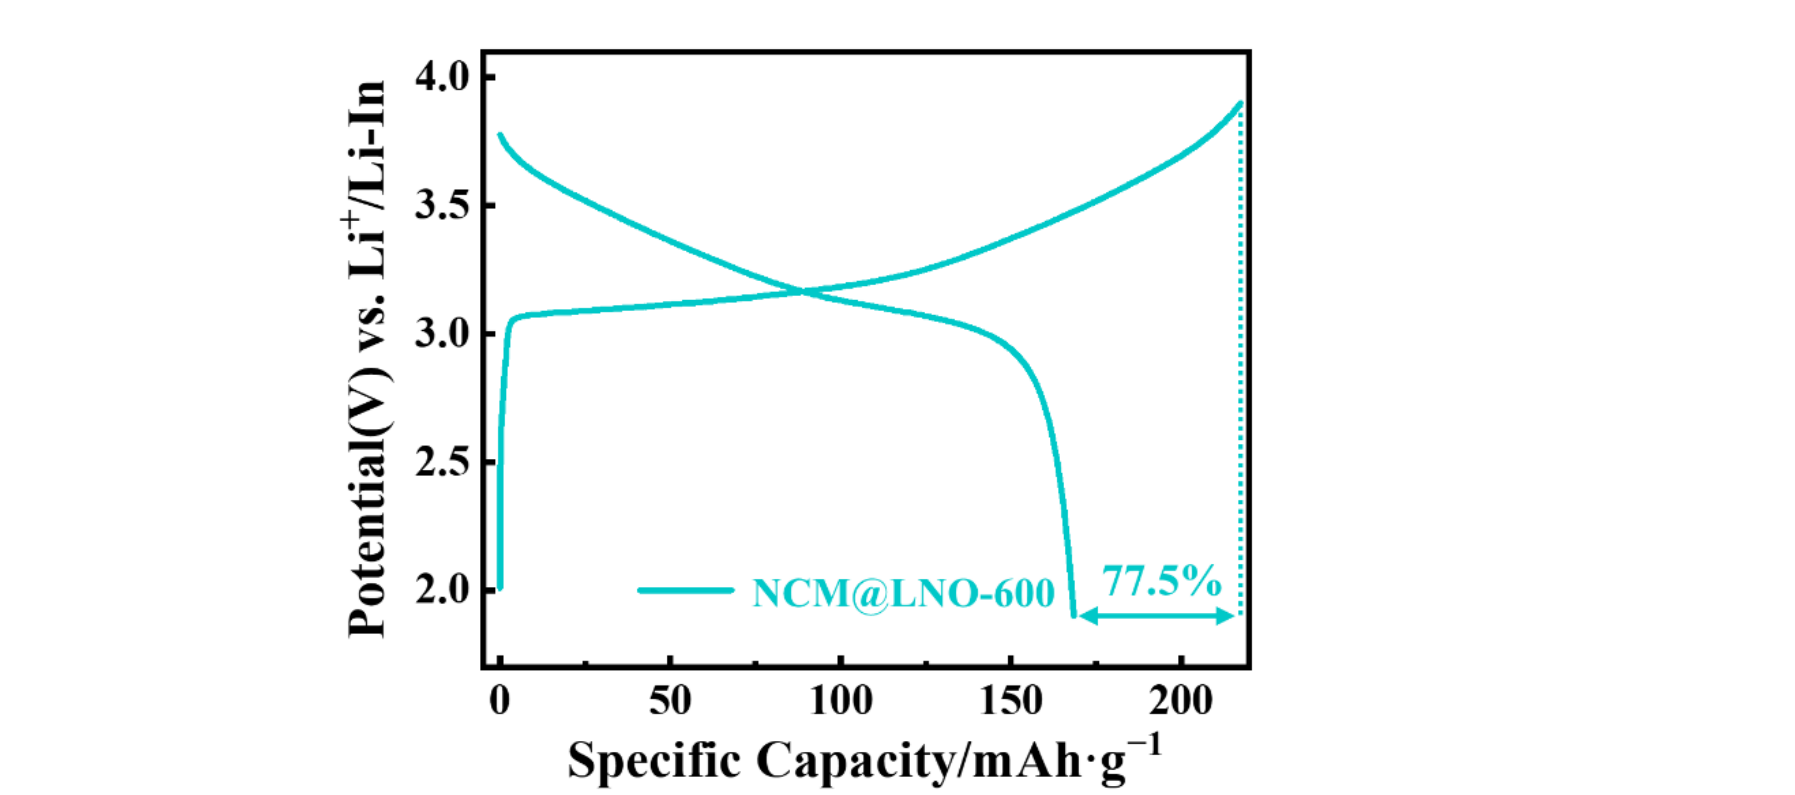 Potential(V) vs. Li⁺/Li-In
4.0
3.5
3.0
2.5
2.0
NCM@LNO-600
77.5%
0 50 100 150 200
Specific Capacity/mAh·g⁻¹